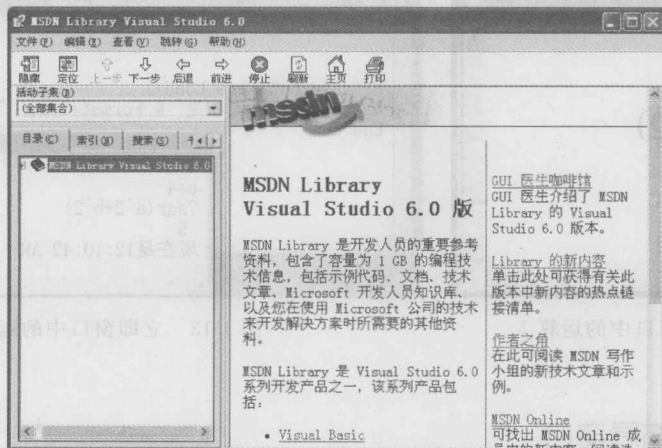 MSDN Library Visual Studio 6.0
文件(F) 编辑(E) 查看(V) 跳转(G) 帮助(H)
隐藏 定位 上一步 下一步 后退 前进 停止 刷新 主页 打印
活动子集(B)
(全部集合)
目录(C) 索引(N) 搜索(S)
MSDN Library Visual Studio 6.0
msdn
MSDN Library
Visual Studio 6.0 版
MSDN Library 是开发人员的重要参考
资料，包含了容量为 1 GB 的编程技
术信息，包括示例代码、文档、技术
文章、Microsoft 开发人员知识库、
以及您在使用 Microsoft 公司的技术
来开发解决方案时所需要的其他资
料。
MSDN Library 是 Visual Studio 6.0
系列开发产品之一，该系列产品包
括：
• Visual Basic
GUI 医生咖啡馆
GUI 医生介绍了 MSDN
Library 的 Visual
Studio 6.0 版本。
Library 的新内容
单击此处可获得有关此
版本中新内容的热点链
接清单。
作者之角
在此可阅读 MSDN 写作
小组的新技术文章和示
例。
MSDN Online
可找出 MSDN Online 成